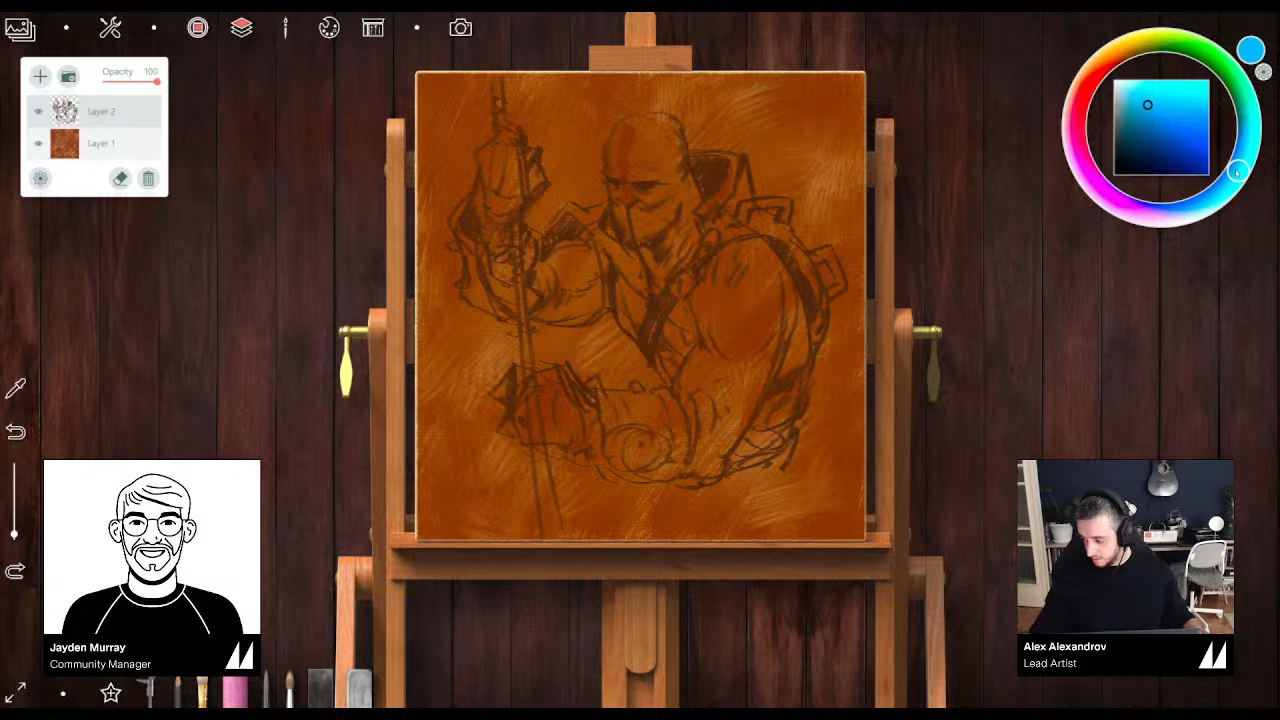 Opacity 100
Layer 2
Layer 1
Jayden Murray
Community Manager
Alex Alexandrov
Lead Artist